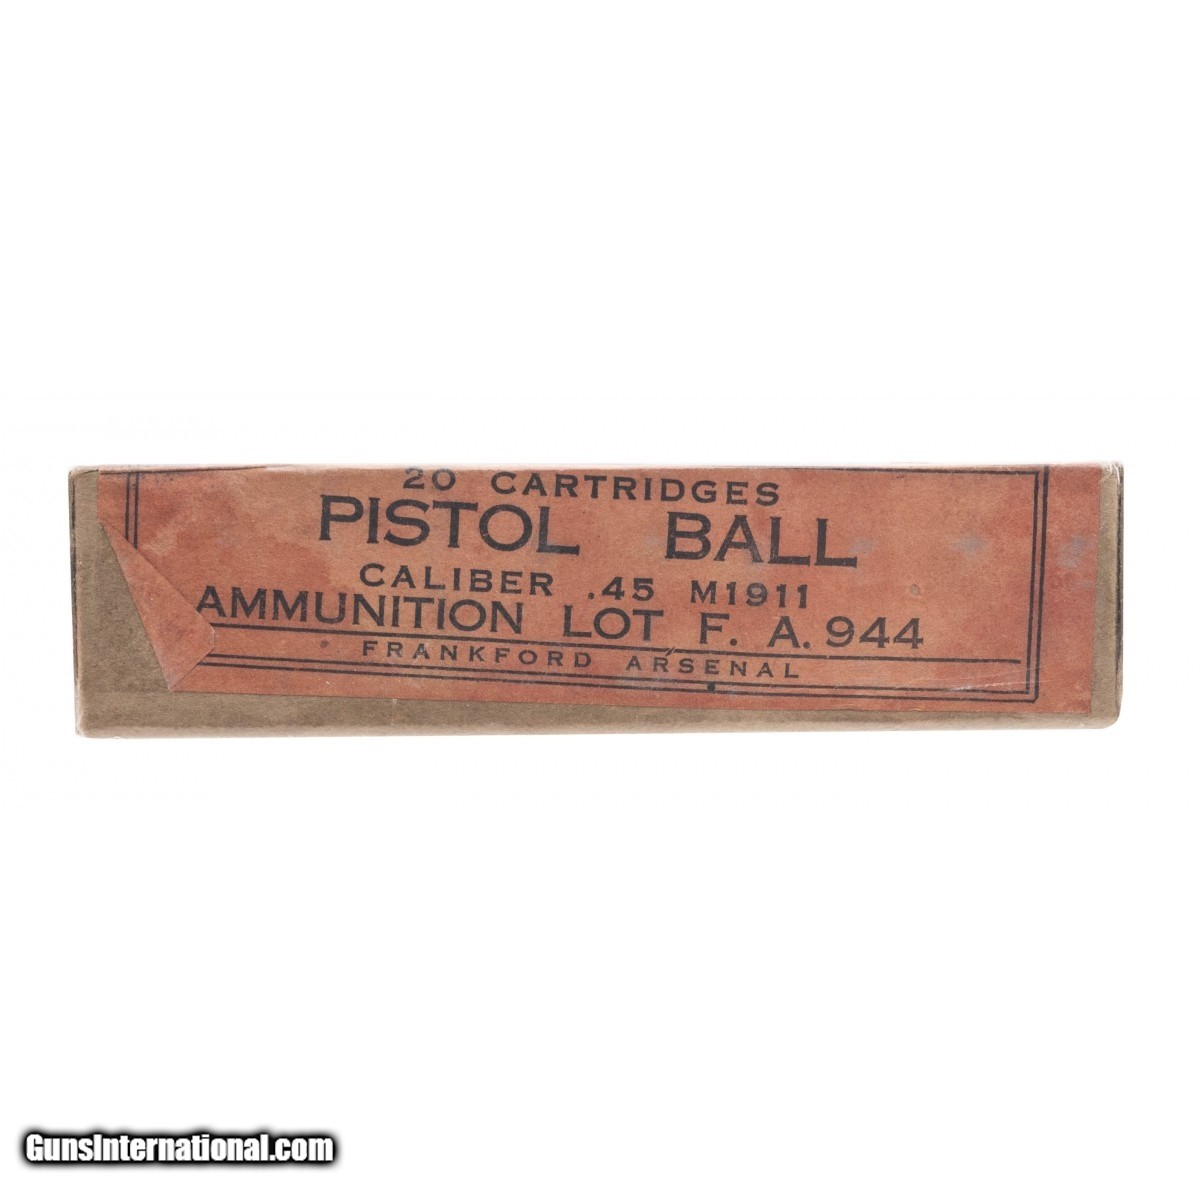 20 CARTRIDGES
PISTOL BALL
CALIBER .45 M1911
AMMUNITION LOT F. A. 944
FRANKFORD ARSENAL
GunsInternational.com